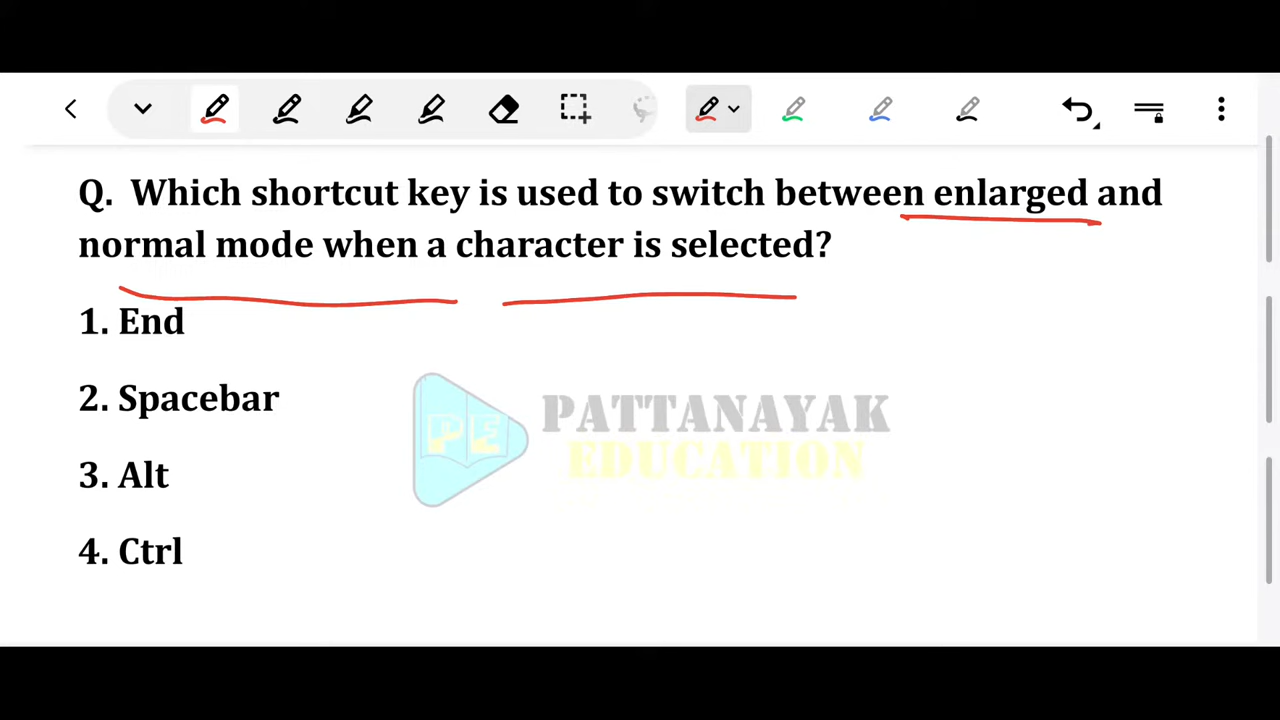 Q. Which shortcut key is used to switch between enlarged and
normal mode when a character is selected?
1. End
2. Spacebar
PATTANAYAK
PE
EDUCATION
3. Alt
4. Ctrl